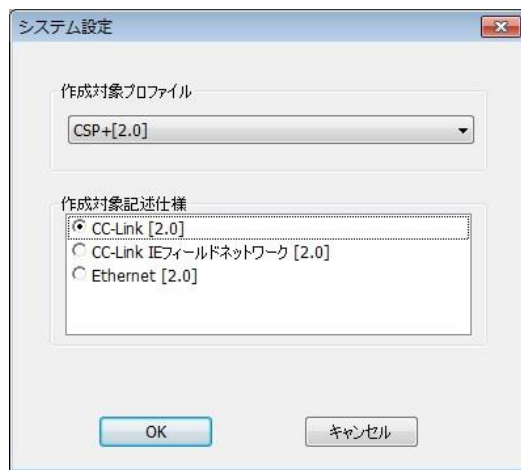 システム設定
作成対象プロファイル
CSP+[2.0]
作成対象記述仕様
CC-Link [2.0]
CC-Link IEフィールドネットワーク [2.0]
Ethernet [2.0]
OK
キャンセル